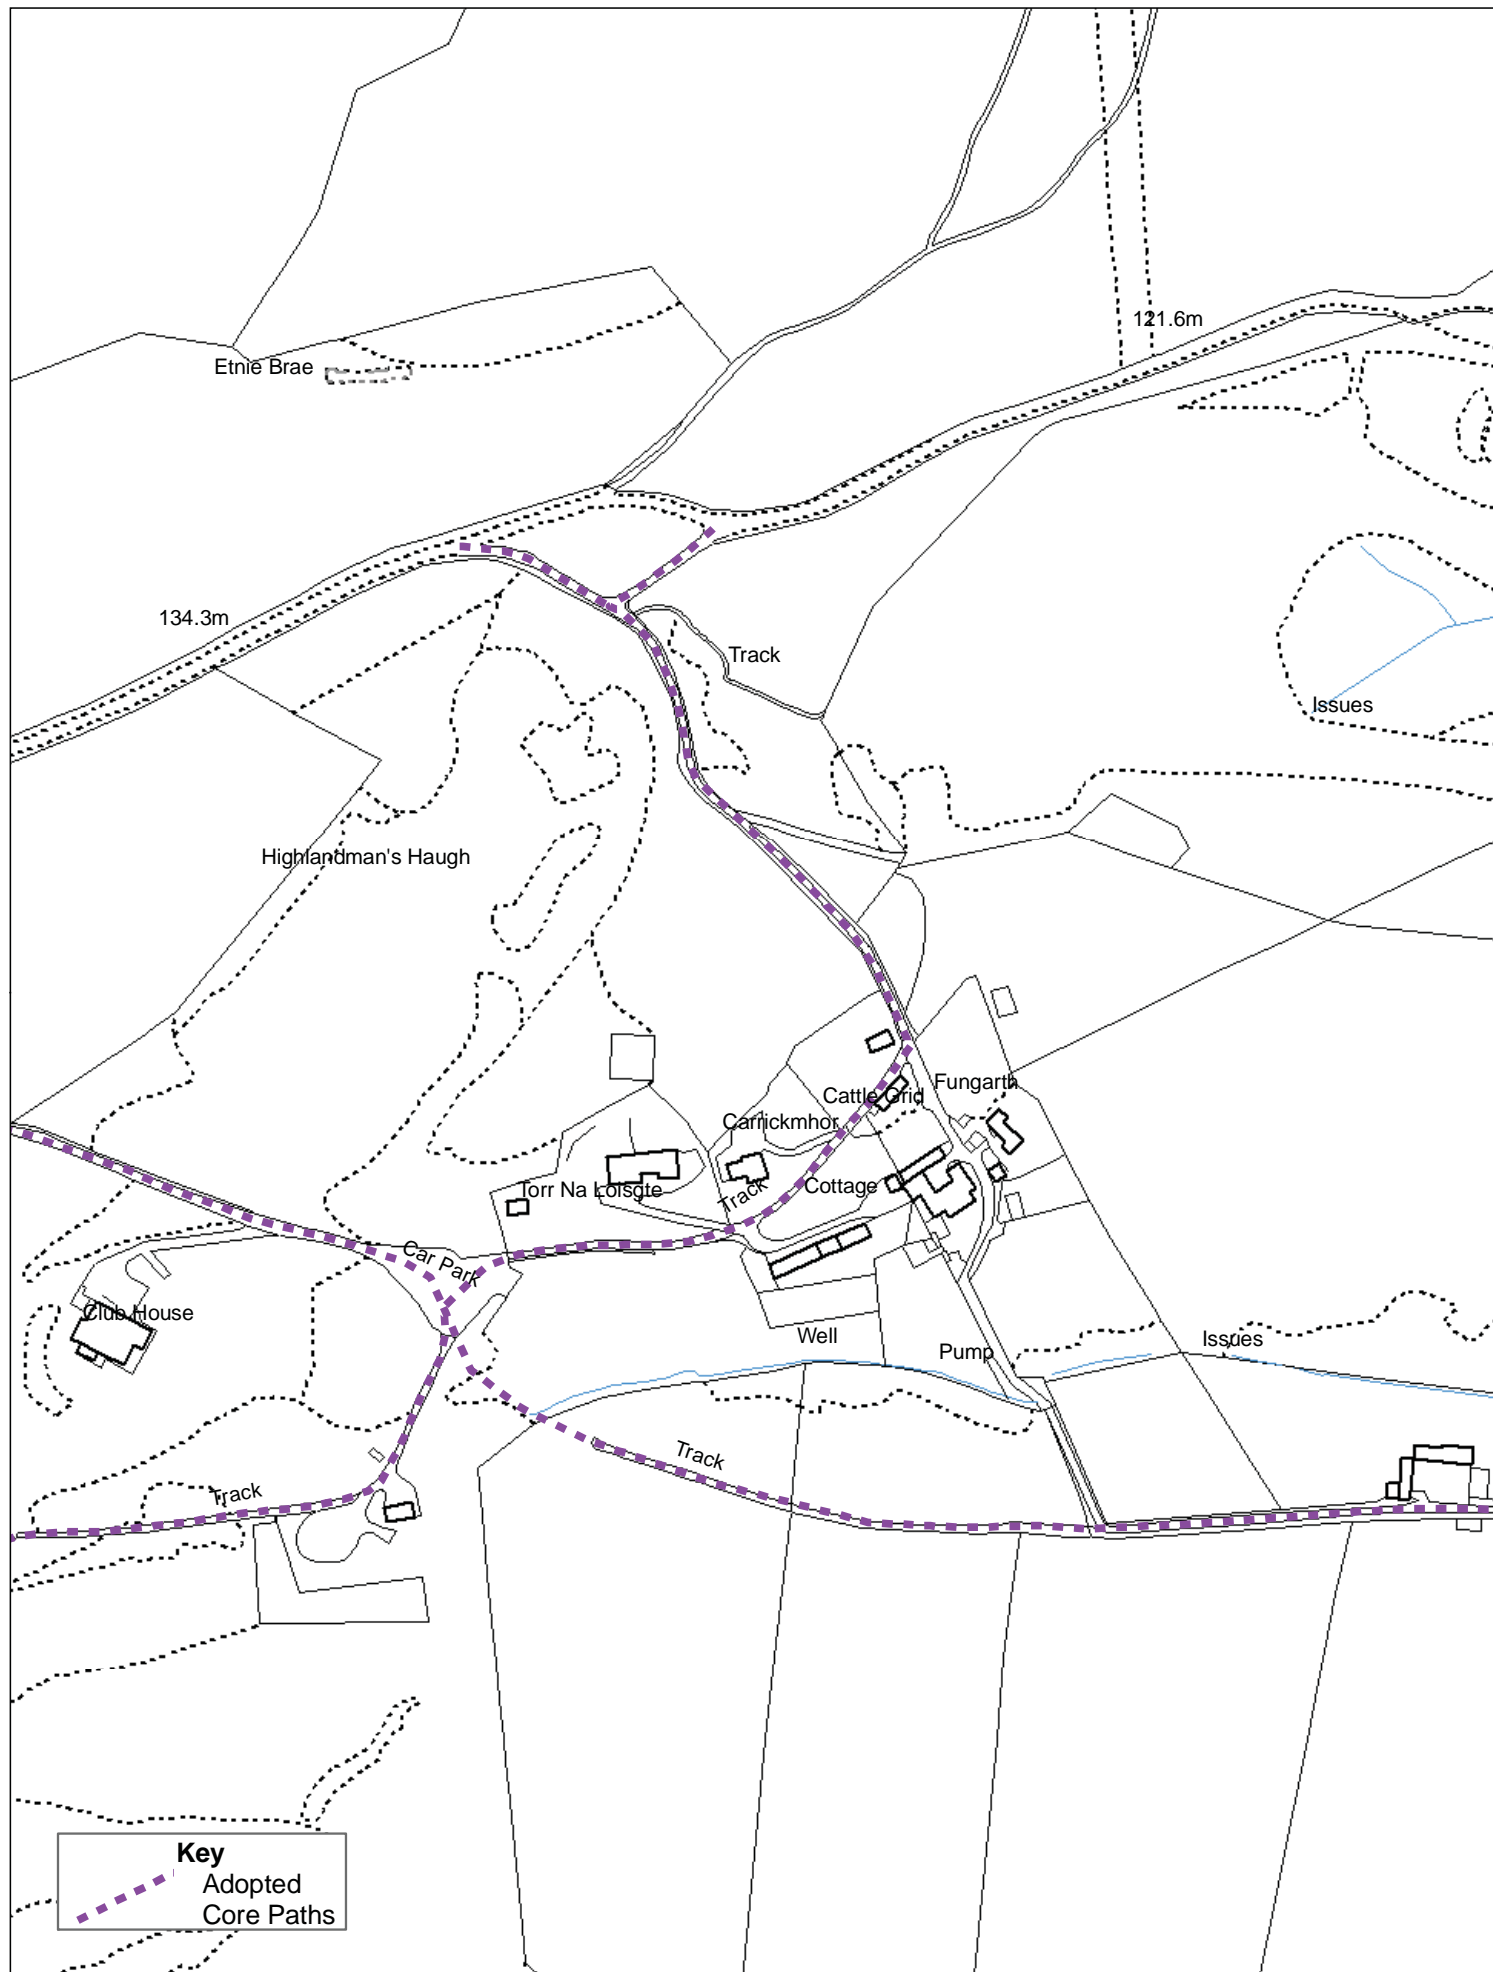 121.6m
Etnie Brae
134.3m
Track
Issues
Highlandman's Haugh
Fungarth
Cattle Grid
Carrickmhor
Torr Na Loisgte
Track
Cottage
Car Park
Club House
Well
Pump
Issues
Track
Track
Key
Adopted
Core Paths